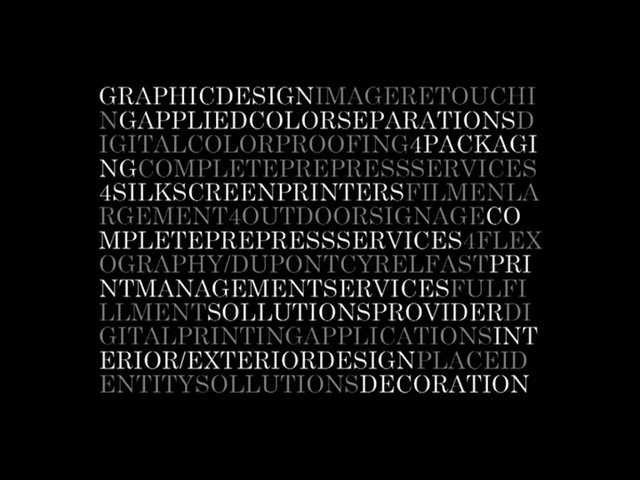 GRAPHICDESIGNIMAGERETOUCHI
NGAPPLIEDCOLORSEPARATIONSD
IGITALCOLORPROOFING4PACKAGI
NGCOMPLETEPREPRESSSERVICES
4SILKSCREENPRINTERSFILMENLA
RGEMENT4OUTDOORSIGNAGECO
MPLETEPREPRESSSERVICES4FLEX
OGRAPHY/DUPONTCYRELFASTPRI
NTMANAGEMENTSERVICESFULFI
LLMENTSOLLUTIONSPROVIDERDI
GITALPRINTINGAPPLICATIONSINT
ERIOR/EXTERIORDESIGNPLACEID
ENTITYSOLLUTIONSDECORATION